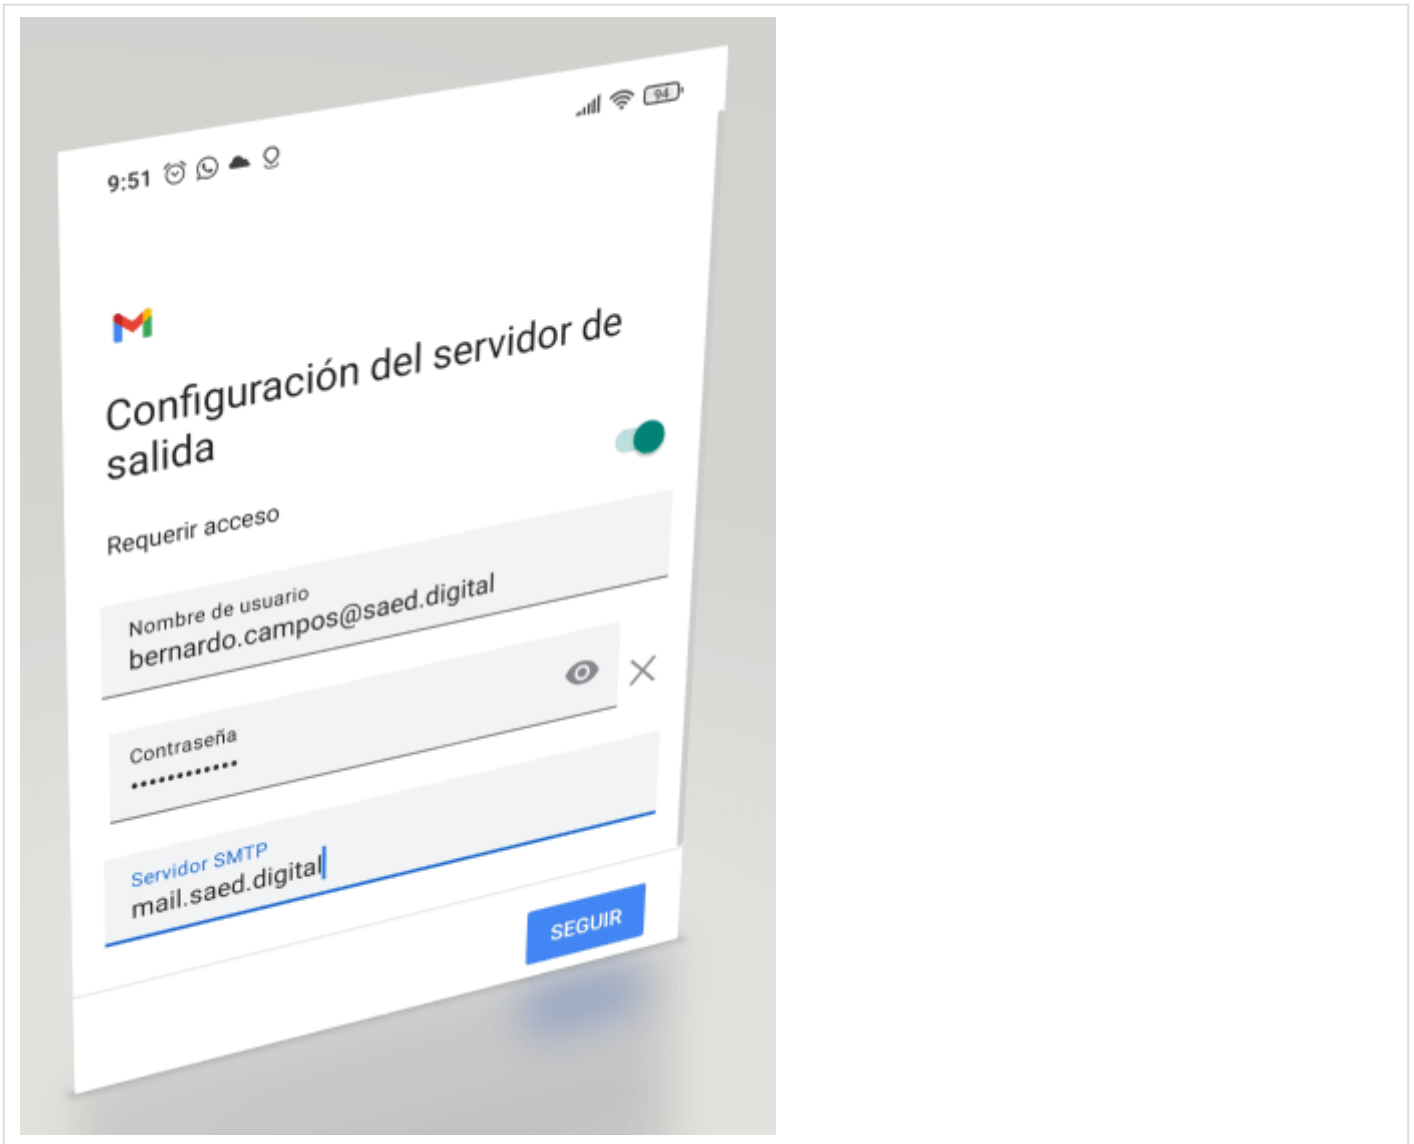 9:51
94
Configuración del servidor de
salida
Requerir acceso
Nombre de usuario
bernardo.campos@saed.digital
Contraseña
••••••••••••
Servidor SMTP
mail.saed.digital
SEGUIR